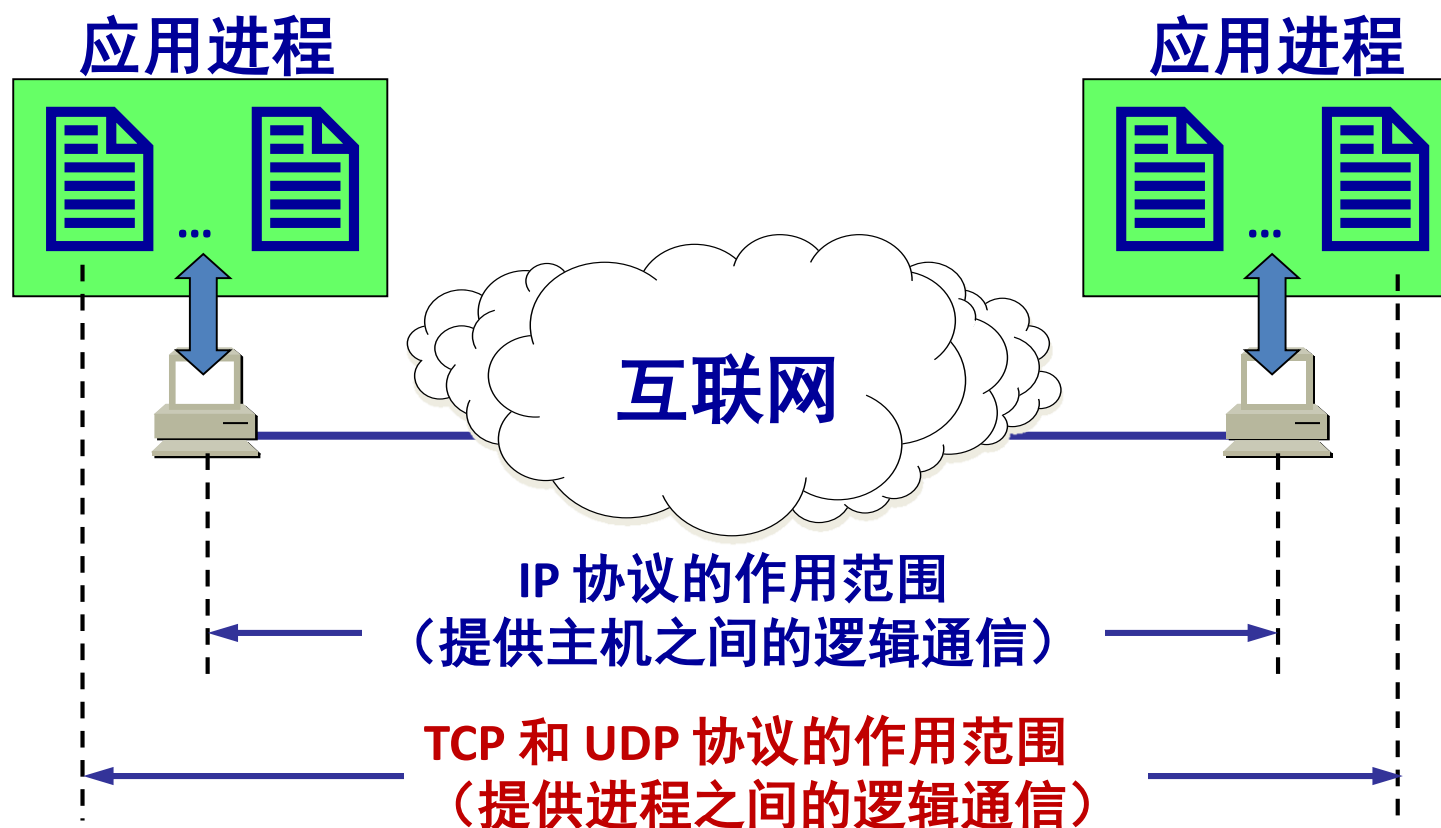 应用进程
应用进程
...
...
互联网
IP 协议的作用范围
（提供主机之间的逻辑通信）
TCP 和 UDP 协议的作用范围
（提供进程之间的逻辑通信）